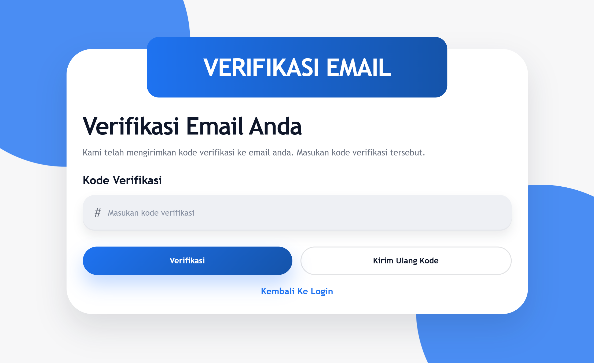 VERIFIKASI EMAIL
Verifikasi Email Anda
Kami telah mengirimkan kode verifikasi ke email anda. Masukan kode verifikasi tersebut.
Kode Verifikasi
# Masukan kode verifikasi
Verifikasi
Kirim Ulang Kode
Kembali Ke Login